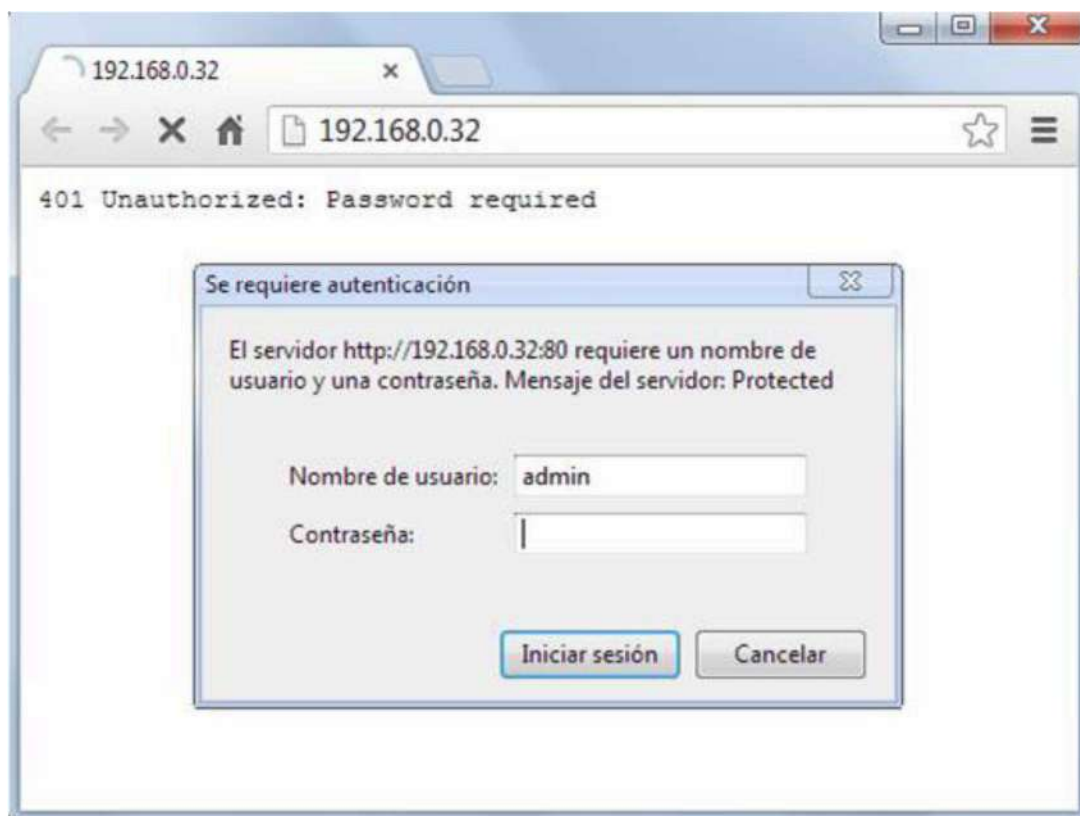 192.168.0.32
192.168.0.32
401 Unauthorized: Password required
Se requiere autenticación
El servidor http://192.168.0.32:80 requiere un nombre de
usuario y una contraseña. Mensaje del servidor: Protected
Nombre de usuario: admin
Contraseña:
Iniciar sesión Cancelar